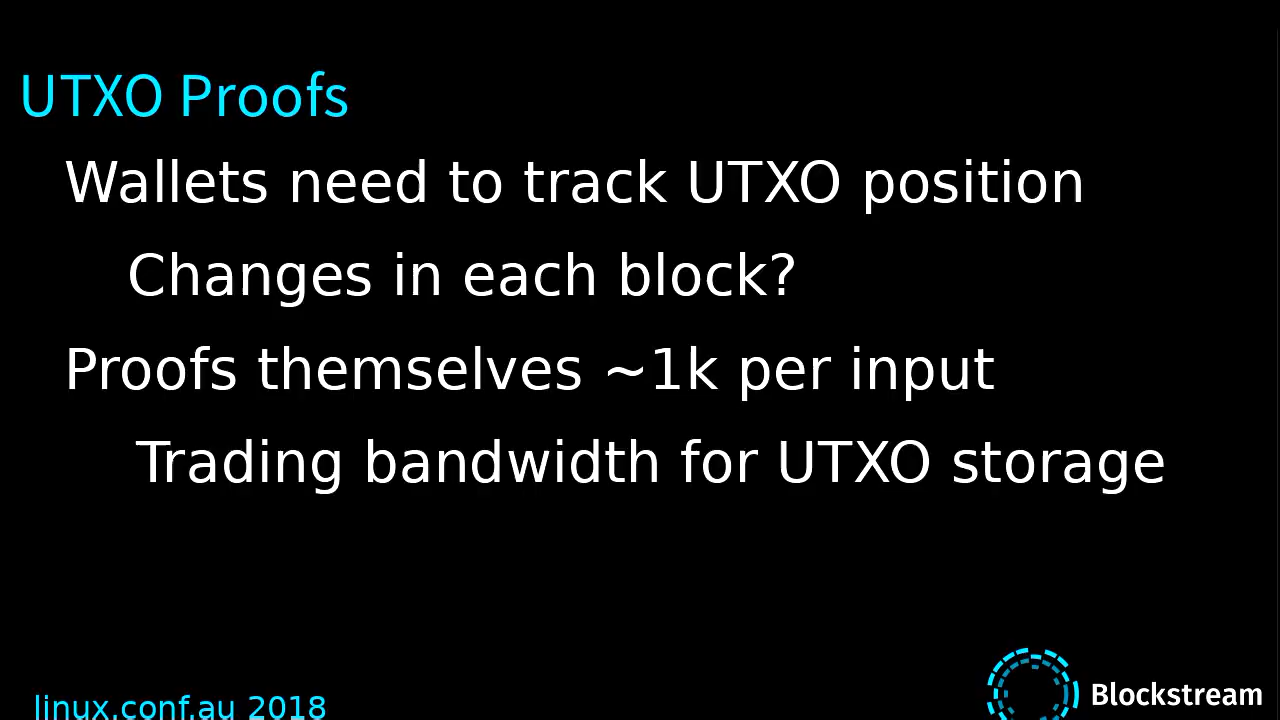 UTXO Proofs
Wallets need to track UTXO position
Changes in each block?
Proofs themselves ~1k per input
Trading bandwidth for UTXO storage
linux.conf.au 2018
Blockstream